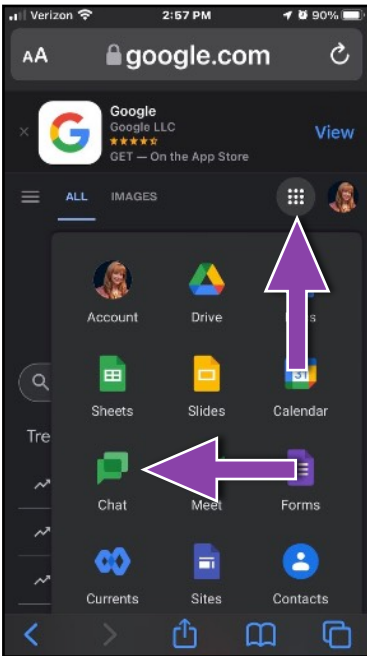 Verizon 2:57 PM 90%
AA google.com
Google
Google LLC
GET — On the App Store
View
ALL IMAGES
Account Drive
31
Sheets Slides Calendar
Tre
Chat Meet Forms
Currents Sites Contacts